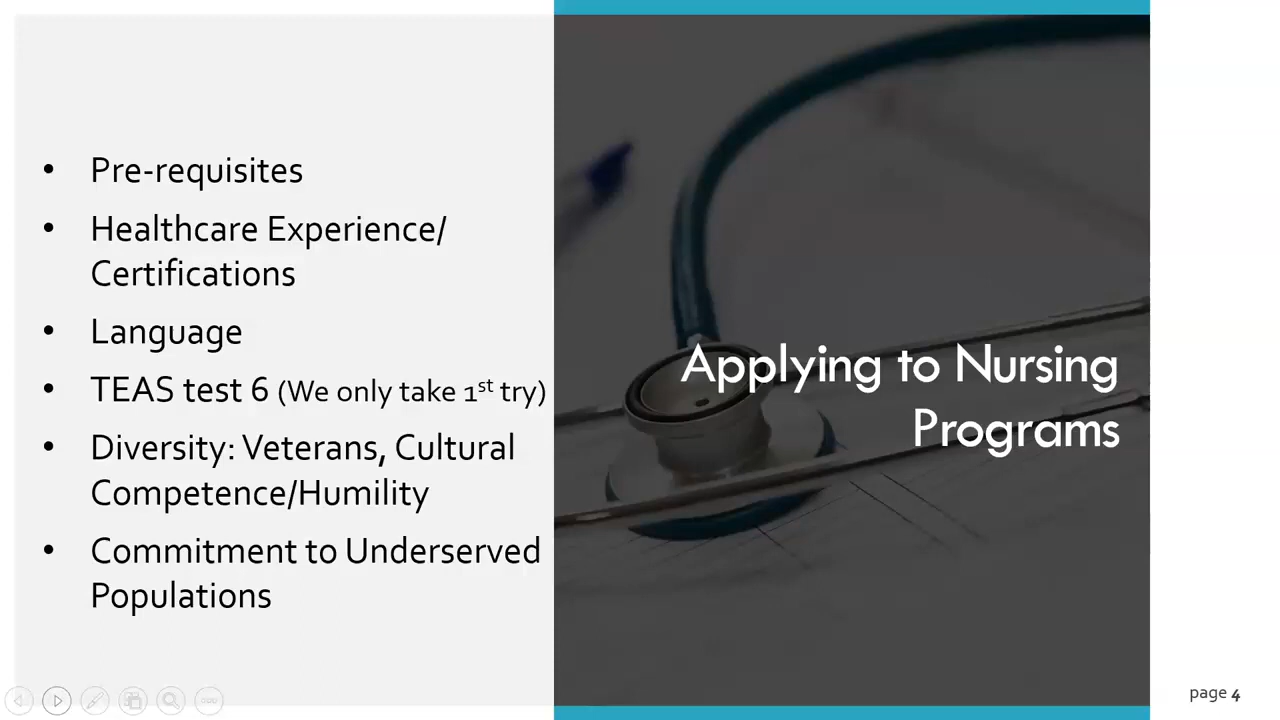 • Pre-requisites
• Healthcare Experience/
Certifications
• Language
• TEAS test 6 (We only take 1st try)
• Diversity: Veterans, Cultural
Competence/Humility
• Commitment to Underserved
Populations
Applying to Nursing
Programs
page 4